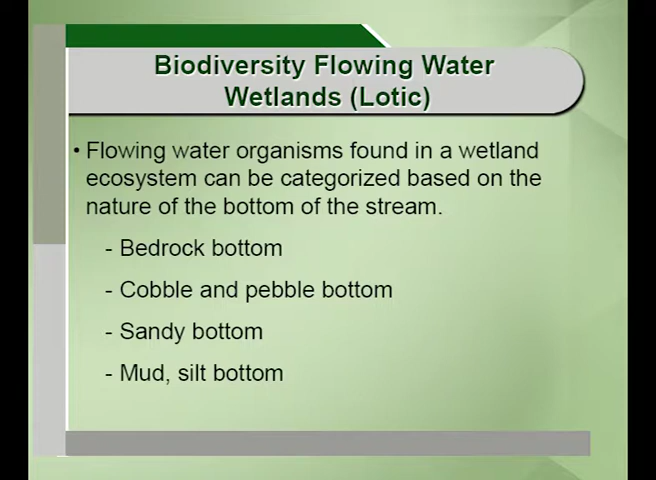 Biodiversity Flowing Water
Wetlands (Lotic)
• Flowing water organisms found in a wetland
ecosystem can be categorized based on the
nature of the bottom of the stream.
- Bedrock bottom
- Cobble and pebble bottom
- Sandy bottom
- Mud, silt bottom